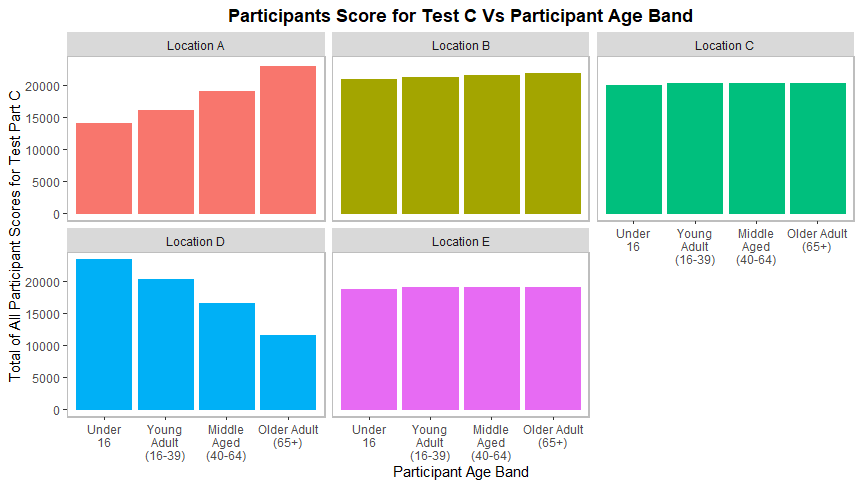 Participants Score for Test C Vs Participant Age Band
Total of All Participant Scores for Test Part C
Location A
Location B
Location C
20000
15000
10000
5000
0
Under
16
Young
Adult
(16-39)
Middle
Aged
(40-64)
Older Adult
(65+)
Location D
Location E
20000
15000
10000
5000
0
Under
16
Young
Adult
(16-39)
Middle
Aged
(40-64)
Older Adult
(65+)
Under
16
Young
Adult
(16-39)
Middle
Aged
(40-64)
Older Adult
(65+)
Participant Age Band